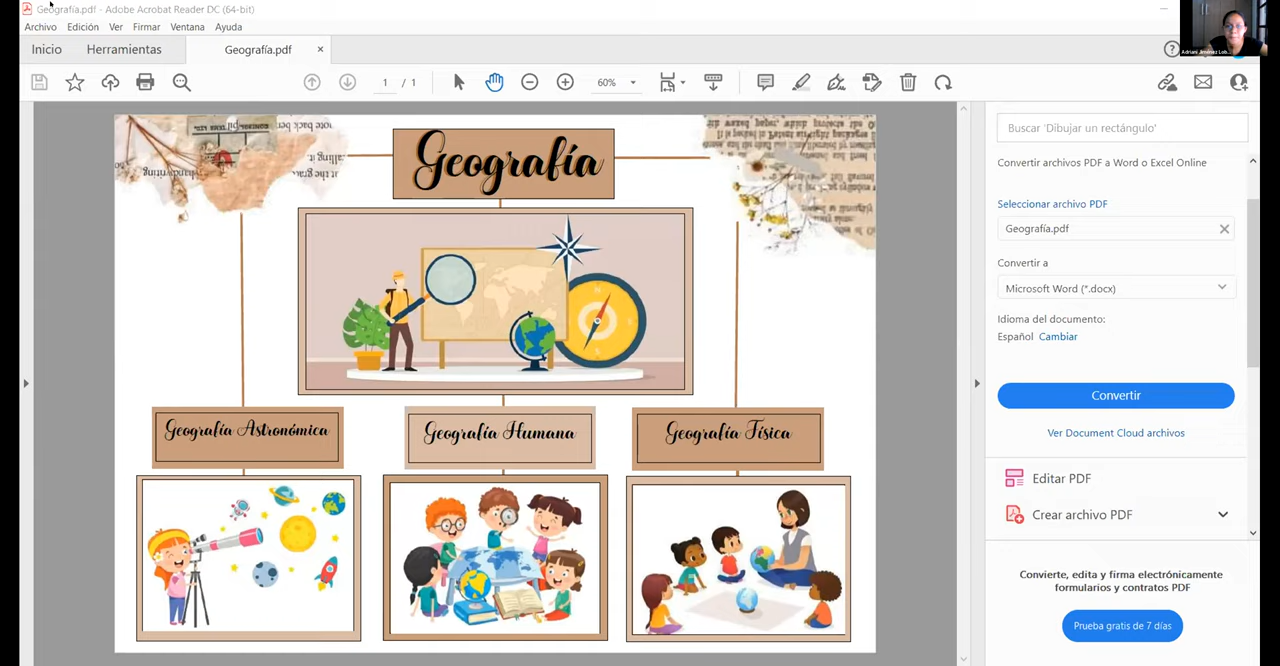 Geografía.pdf - Adobe Acrobat Reader DC (64-bit)
Archivo Edición Ver Firmar Ventana Ayuda
Inicio Herramientas Geografía.pdf ×
1 / 1 60%
Buscar 'Dibujar un rectángulo'
Convertir archivos PDF a Word o Excel Online
Seleccionar archivo PDF
Geografía.pdf
Convertir a
Microsoft Word (*.docx)
Idioma del documento:
Español Cambiar
Convertir
Ver Document Cloud archivos
Editar PDF
Crear archivo PDF
Convierte, edita y firma electrónicamente
formularios y contratos PDF
Prueba gratis de 7 días
Geografía
Geografía Astronómica
Geografía Humana
Geografía Física